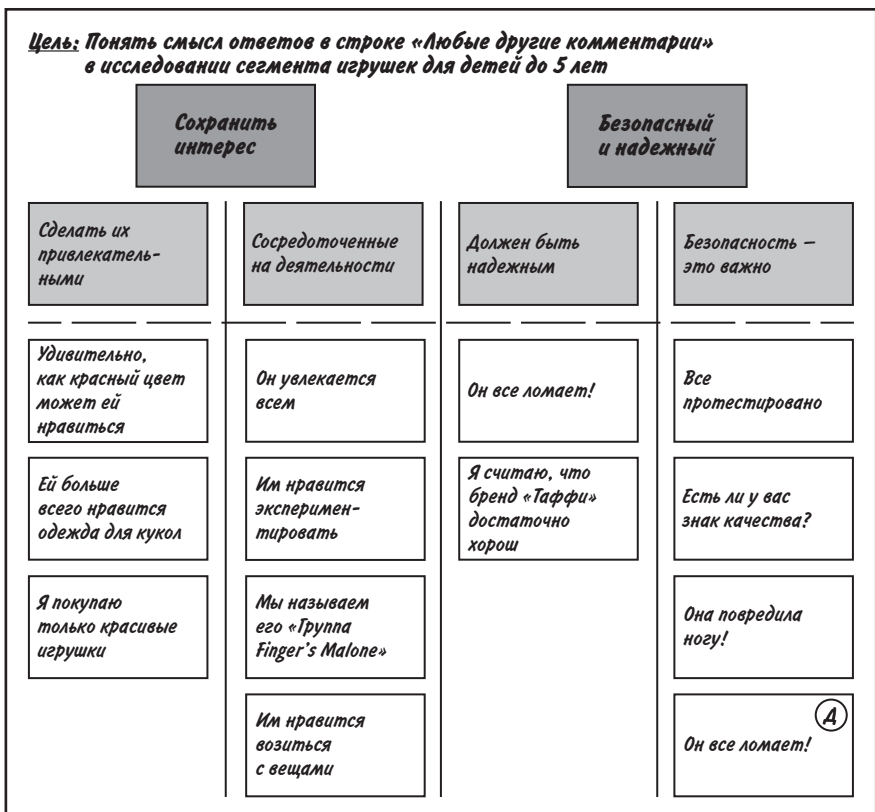 Цель: Понять смысл ответов в строке «Любые другие комментарии»
в исследовании сегмента игрушек для детей до 5 лет
Сохранить
интерес
Безопасный
и надежный
Сделать их
привлекатель-
ными
Сосредоточенные
на деятельности
Должен быть
надежным
Безопасность –
это важно
Удивительно,
как красный цвет
может ей
нравиться
Ей больше
всего нравится
одежда для кукол
Я покупаю
только красивые
игрушки
Он увлекается
всем
Им нравится
эксперимен-
тировать
Мы называем
его «Группа
Finger's Malone»
Им нравится
возиться
с вещами
Он все ломает!
Я считаю, что
бренд «Таффи»
достаточно
хорош
Все
протестировано
Есть ли у вас
знак качества?
Она повредила
ногу!
Д
Он все ломает!